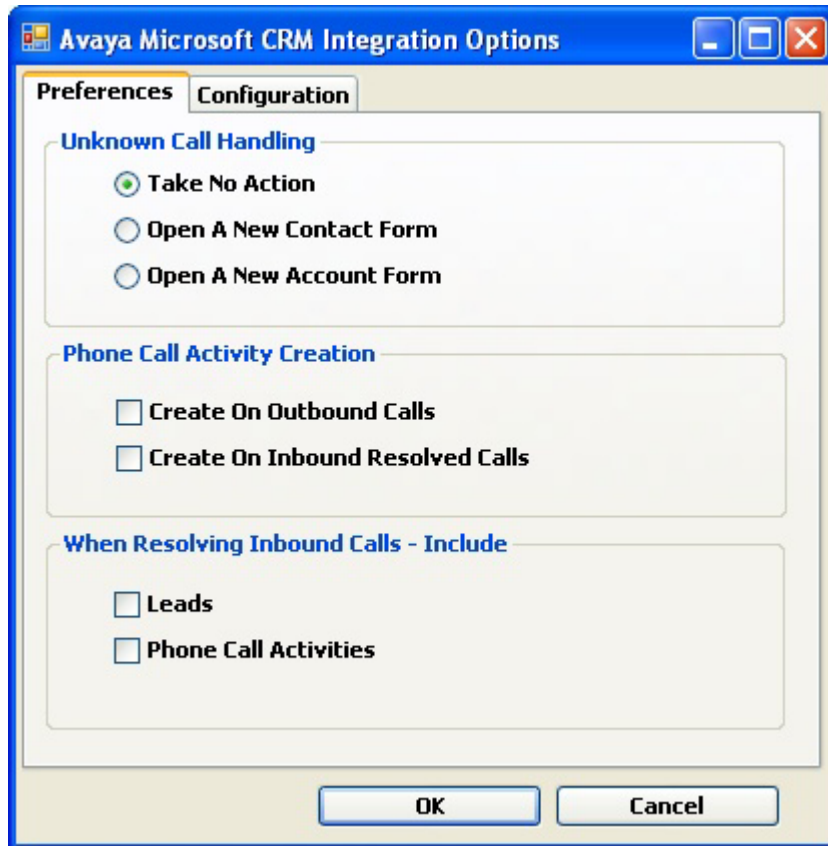 Avaya Microsoft CRM Integration Options
Preferences Configuration
Unknown Call Handling
Take No Action
Open A New Contact Form
Open A New Account Form
Phone Call Activity Creation
Create On Outbound Calls
Create On Inbound Resolved Calls
When Resolving Inbound Calls - Include
Leads
Phone Call Activities
OK Cancel